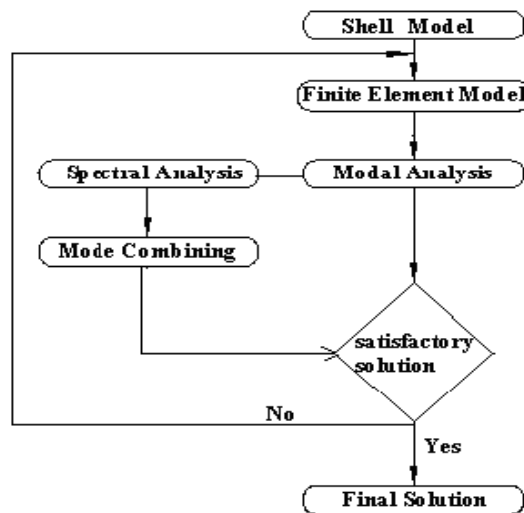 Shell Model
Finite Element Model
Spectral Analysis
Modal Analysis
Mode Combining
satisfactory
solution
No
Yes
Final Solution